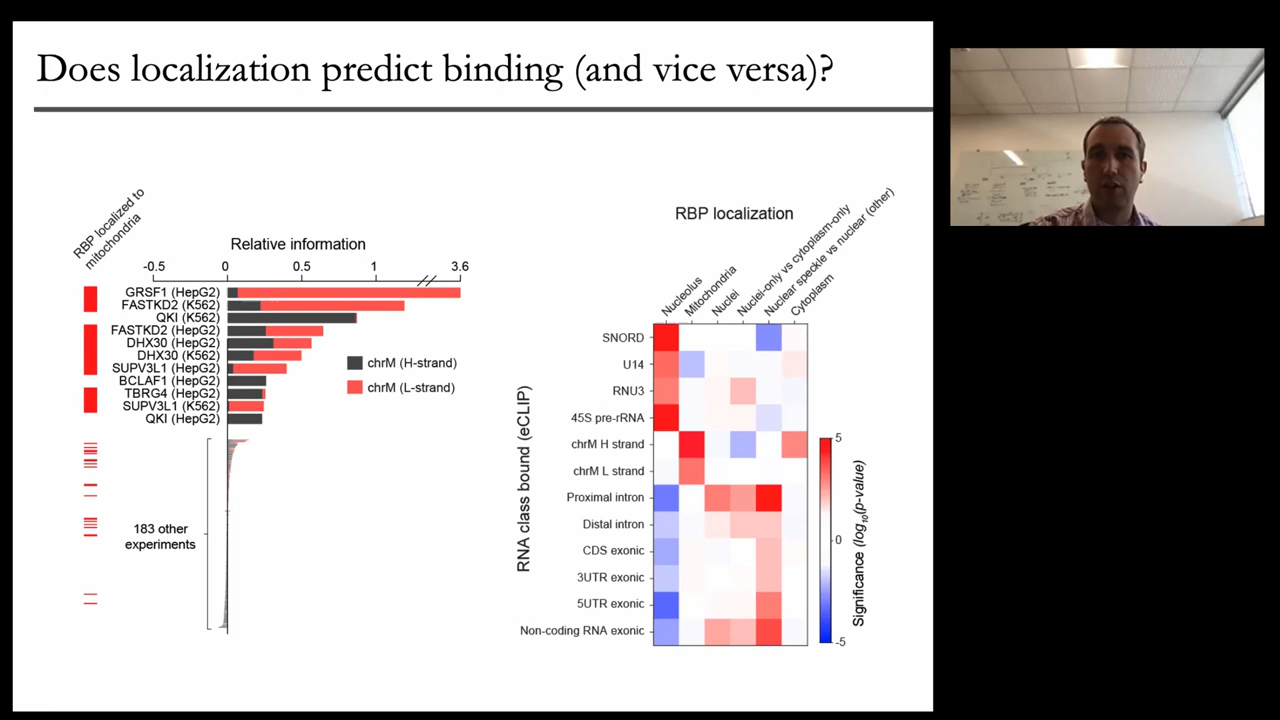 Does localization predict binding (and vice versa)?
RBP localized to
mitochondria
Relative information
-0.5 0 0.5 1 3.6
GRSF1 (HepG2)
FASTKD2 (K562)
QKI (K562)
FASTKD2 (HepG2)
DHX30 (HepG2)
DHX30 (K562)
SUPV3L1 (HepG2)
BCLAF1 (HepG2)
TBRG4 (HepG2)
SUPV3L1 (K562)
QKI (HepG2)
chrM (H-strand)
chrM (L-strand)
183 other
experiments
RBP localization
Nucleolus
Mitochondria
Nuclei
Nuclei-only vs cytoplasm-only
Nuclear speckle vs nuclear (other)
Cytoplasm
RNA class bound (eCLIP)
SNORD
U14
RNU3
45S pre-rRNA
chrM H strand
chrM L strand
Proximal intron
Distal intron
CDS exonic
3UTR exonic
5UTR exonic
Non-coding RNA exonic
5
0
-5
Significance (log10(p-value)